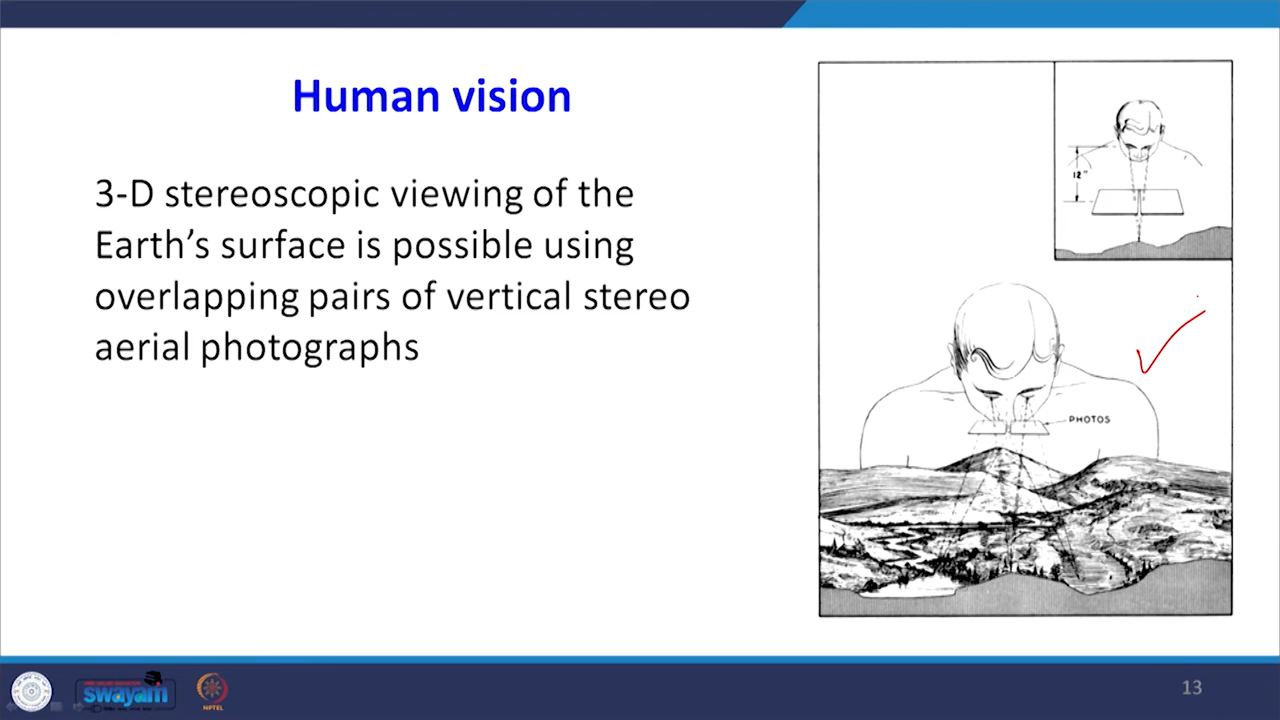 Human vision
3-D stereoscopic viewing of the
Earth’s surface is possible using
overlapping pairs of vertical stereo
aerial photographs
12"
PHOTOS
swayam
NPTEL
13